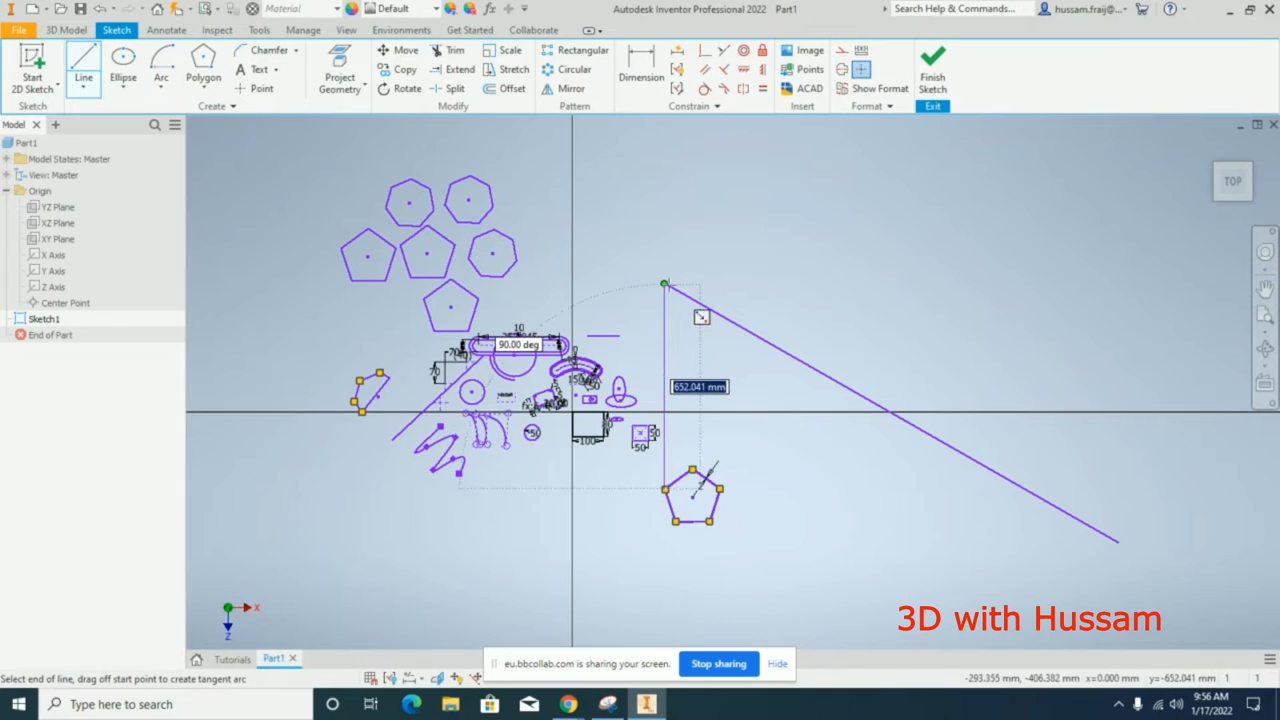 Material
Default
Autodesk Inventor Professional 2022 Part1
Search Help & Commands...
hussam.fraij@...
File
3D Model
Sketch
Annotate
Inspect
Tools
Manage
View
Environments
Get Started
Collaborate
Start
2D Sketch
Line
Ellipse
Arc
Polygon
Chamfer
Text
Point
Project
Geometry
Move
Copy
Rotate
Trim
Extend
Split
Scale
Stretch
Offset
Rectangular
Circular
Mirror
Dimension
Image
Points
ACAD
Show Format
Finish
Sketch
Sketch
Create
Modify
Pattern
Constrain
Insert
Format
Exit
Model
Part1
Model States: Master
View: Master
Origin
YZ Plane
XZ Plane
XY Plane
X Axis
Y Axis
Z Axis
Center Point
Sketch1
End of Part
TOP
10
90.00 deg
70
652.041 mm
50
100
50
50
X
Z
3D with Hussam
Tutorials
Part1
eu.bbcollab.com is sharing your screen.
Stop sharing
Hide
Select end of line, drag off start point to create tangent arc
-293.355 mm, -406.382 mm
x=0.000 mm
y=-652.041 mm
1
1
Type here to search
9:56 AM
1/17/2022